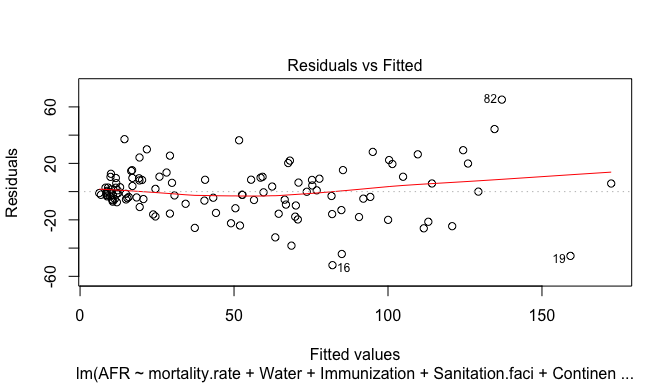 Residuals vs Fitted
Residuals
60
20
-20
-60
82
16
19
0
50
100
150
Fitted values
lm(AFR ~ mortality.rate + Water + Immunization + Sanitation.faci + Continen ...